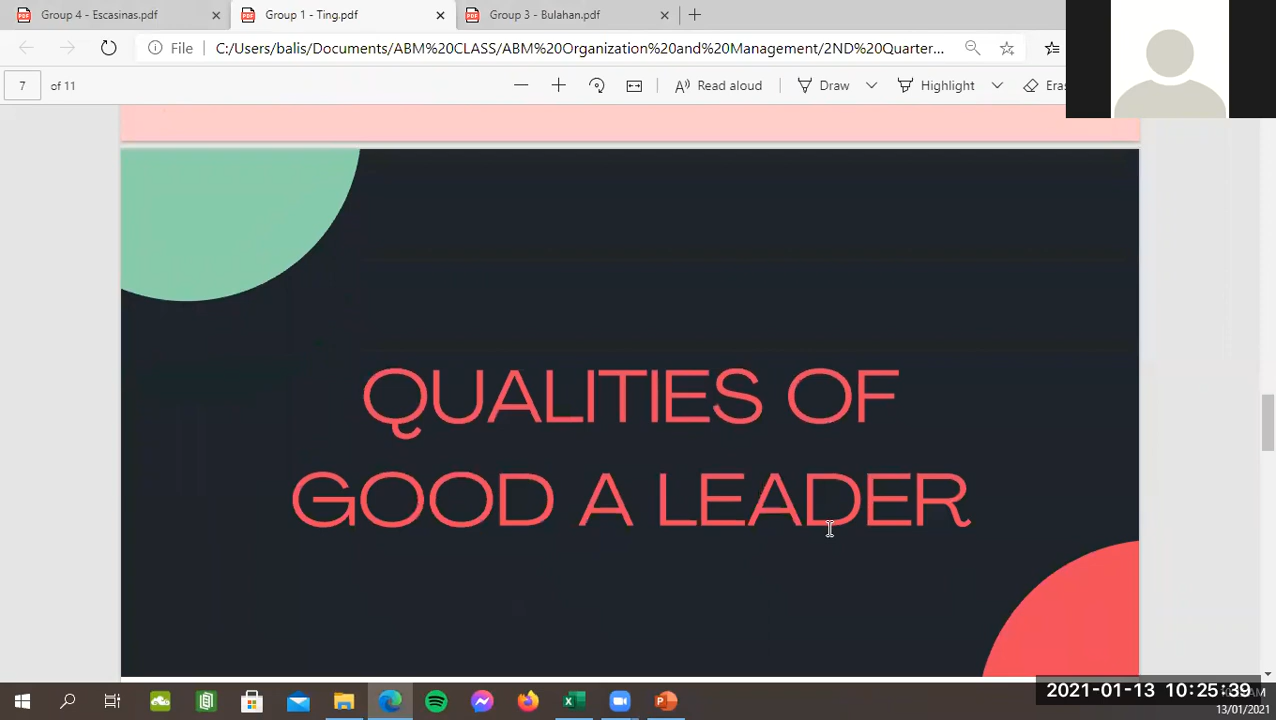 Group 4 - Escasinas.pdf
Group 1 - Ting.pdf
Group 3 - Bulahan.pdf
File
C:/Users/balis/Documents/ABM%20CLASS/ABM%20Organization%20and%20Management/2ND%20Quarter...
7 of 11
Read aloud
Draw
Highlight
QUALITIES OF
GOOD A LEADER
2021-01-13 10:25:39
13/01/2021